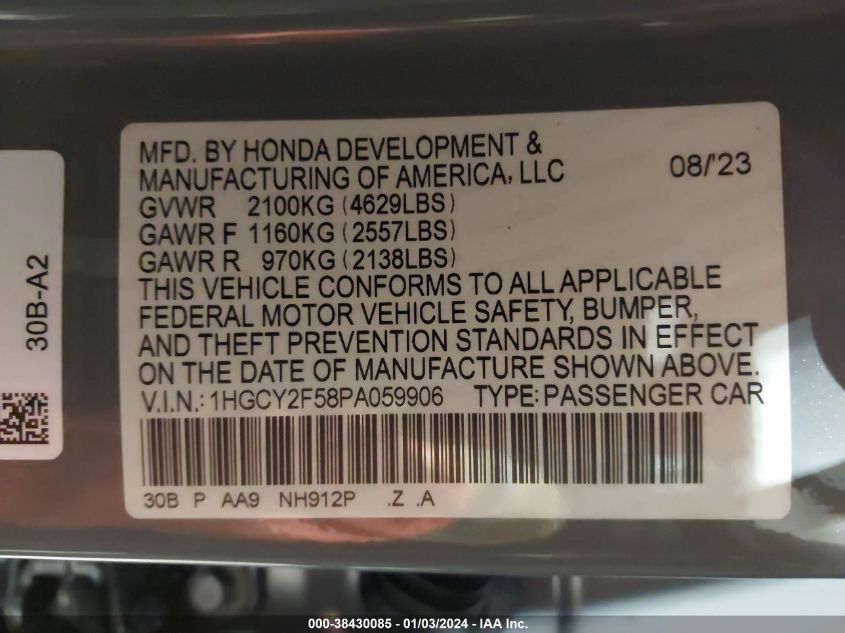 MFD. BY HONDA DEVELOPMENT &
MANUFACTURING OF AMERICA, LLC 08/'23
GVWR 2100KG (4629LBS)
GAWR F 1160KG (2557LBS)
GAWR R 970KG (2138LBS)
THIS VEHICLE CONFORMS TO ALL APPLICABLE
FEDERAL MOTOR VEHICLE SAFETY, BUMPER,
AND THEFT PREVENTION STANDARDS IN EFFECT
ON THE DATE OF MANUFACTURE SHOWN ABOVE.
V.I.N.: 1HGCY2F58PA059906 TYPE: PASSENGER CAR
30B P AA9 NH912P .Z .A
30B-A2
000-38430085 - 01/03/2024 - IAA Inc.